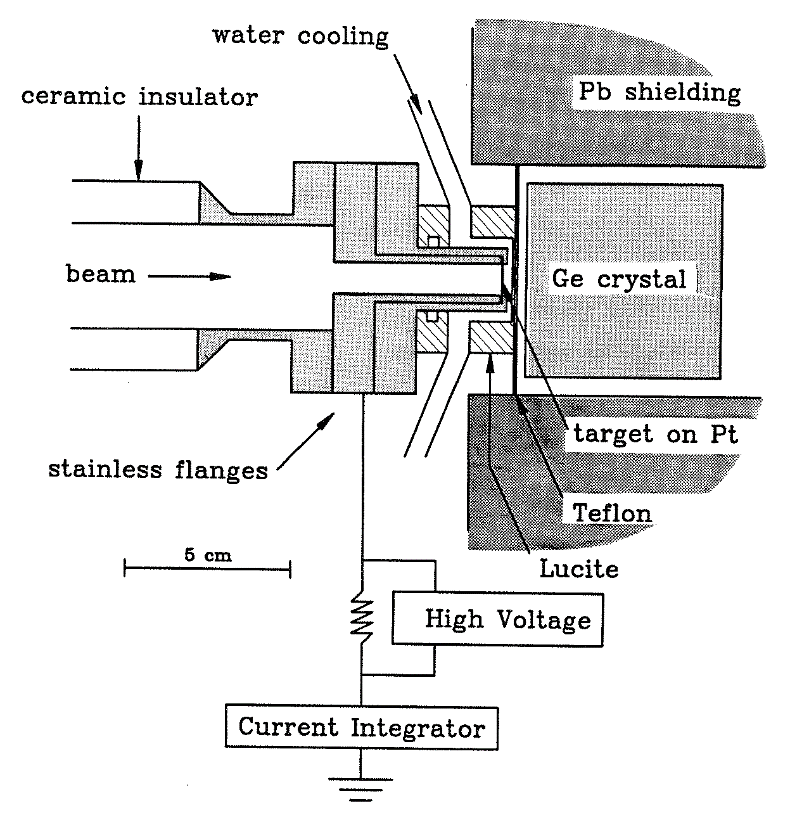 water cooling
Pb shielding
ceramic insulator
beam
Ge crystal
target on Pt
stainless flanges
Teflon
5 cm
Lucite
High Voltage
Current Integrator